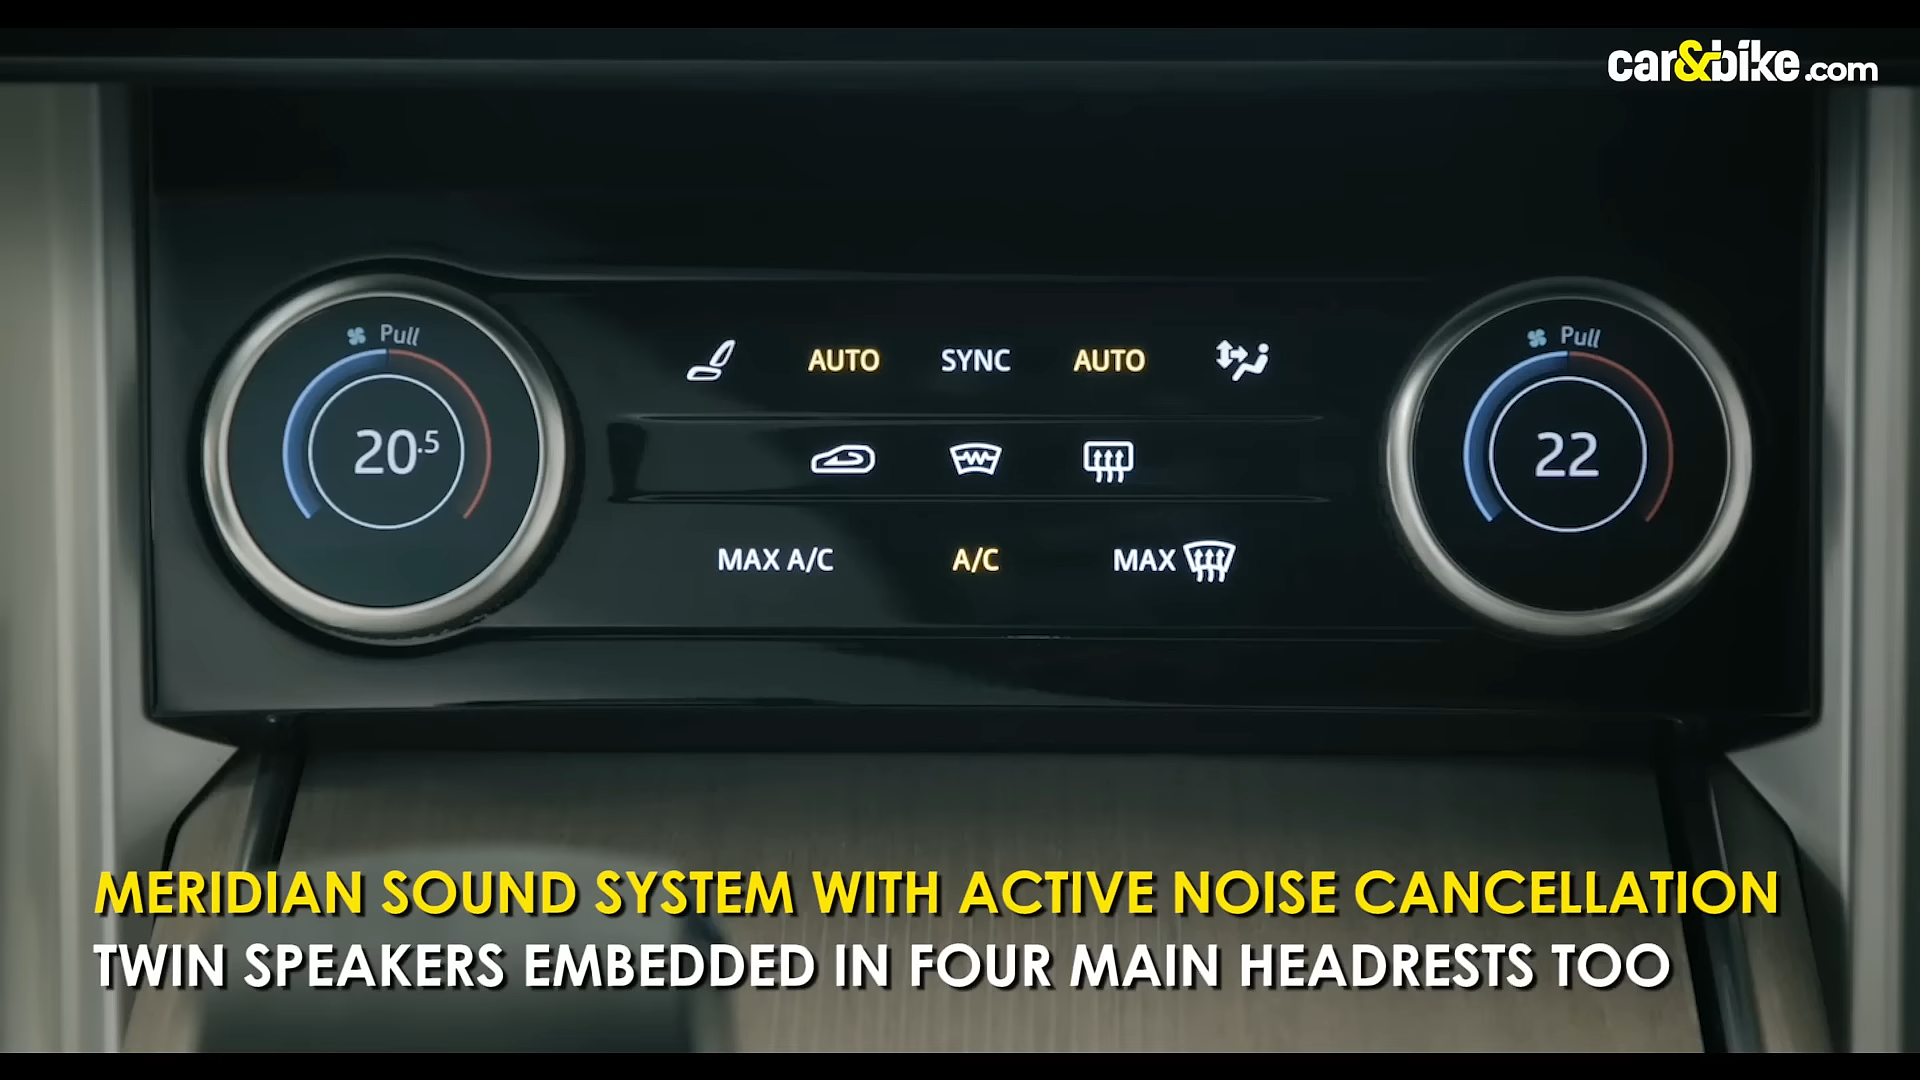 car&bike.com
Pull
Pull
AUTO SYNC AUTO
20.5
22
MAX A/C A/C MAX
MERIDIAN SOUND SYSTEM WITH ACTIVE NOISE CANCELLATION
TWIN SPEAKERS EMBEDDED IN FOUR MAIN HEADRESTS TOO